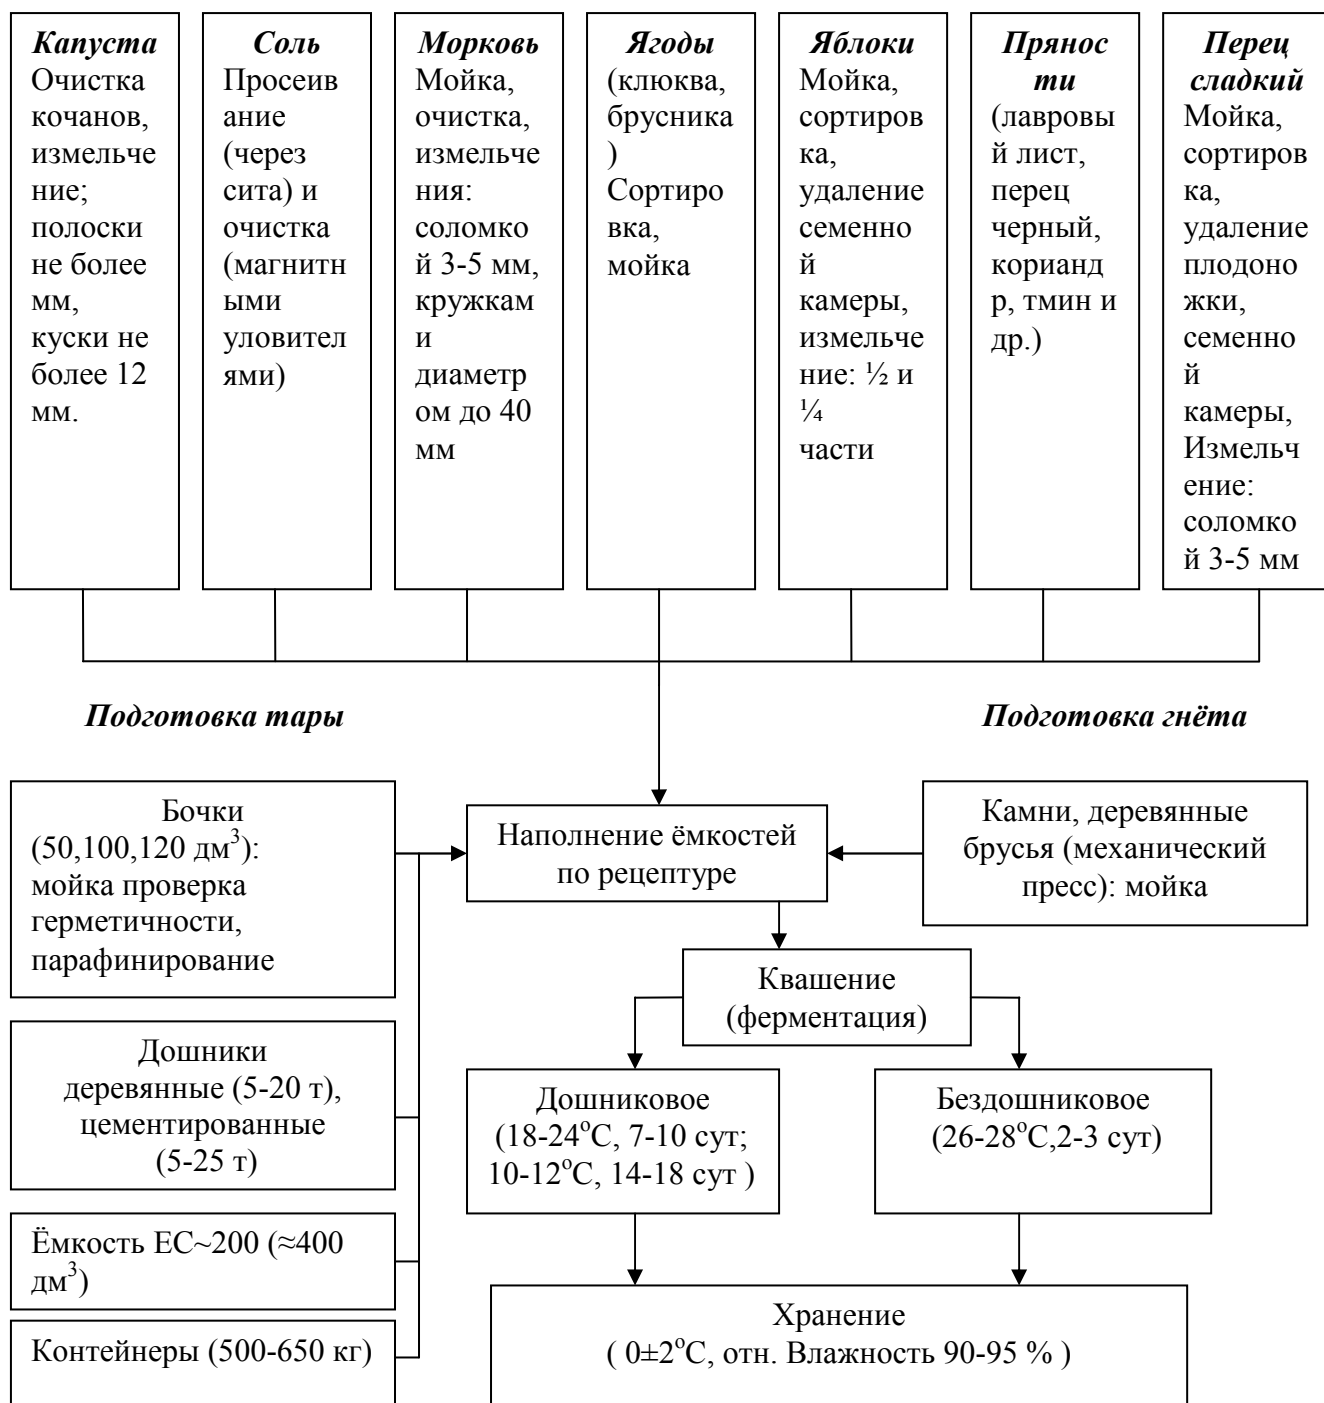 Капуста
Очистка
кочанов,
измельче
ние;
полоски
не более
мм,
куски не
более 12
мм.
Соль
Просеив
ание
(через
сита) и
очистка
(магнитн
ыми
уловител
ями)
Морковь
Мойка,
очистка,
измельче
ния:
соломко
й 3-5 мм,
кружкам
и
диаметр
ом до 40
мм
Ягоды
(клюква,
брусника
)
Сортиро
вка,
мойка
Яблоки
Мойка,
сортиров
ка,
удаление
семенно
й
камеры,
измельче
ние: ½ и
¼
части
Прянос
ти
(лавровы
й лист,
перец
черный,
корианд
р, тмин и
др.)
Перец
сладкий
Мойка,
сортиров
ка,
удаление
плодоно
жки,
семенно
й
камеры,
Измельч
ение:
соломко
й 3-5 мм
Подготовка тары
Подготовка гнёта
Бочки
(50,100,120 дм³):
мойка проверка
герметичности,
парафинирование
Наполнение ёмкостей
по рецептуре
Камни, деревянные
брусья (механический
пресс): мойка
Квашение
(ферментация)
Дошники
деревянные (5-20 т),
цементированные
(5-25 т)
Дошниковое
(18-24°С, 7-10 сут;
10-12°С, 14-18 сут )
Бездошниковое
(26-28°С,2-3 сут)
Ёмкость ЕС~200 (≈400
дм³)
Контейнеры (500-650 кг)
Хранение
( 0±2°С, отн. Влажность 90-95 % )